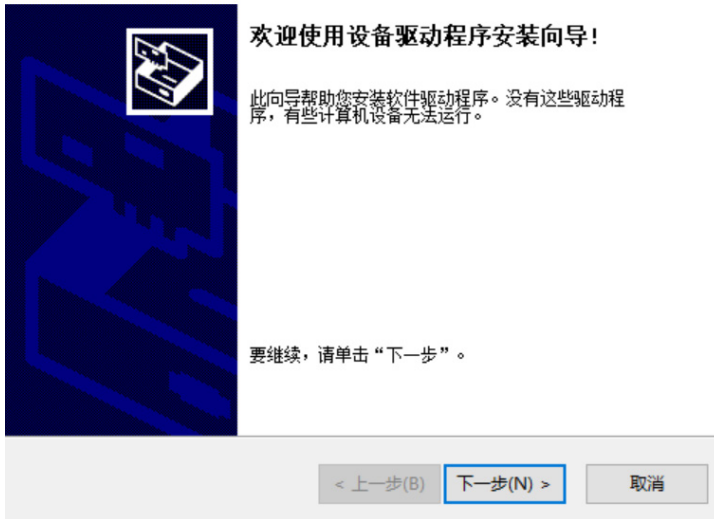 欢迎使用设备驱动程序安装向导!
此向导帮助您安装软件驱动程序。没有这些驱动程
序，有些计算机设备无法运行。
要继续，请单击“下一步”。
< 上一步(B)
下一步(N) >
取消